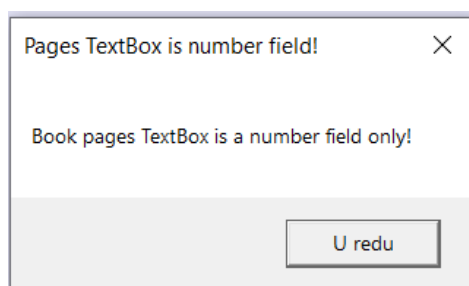 Pages TextBox is number field!
Book pages TextBox is a number field only!
U redu